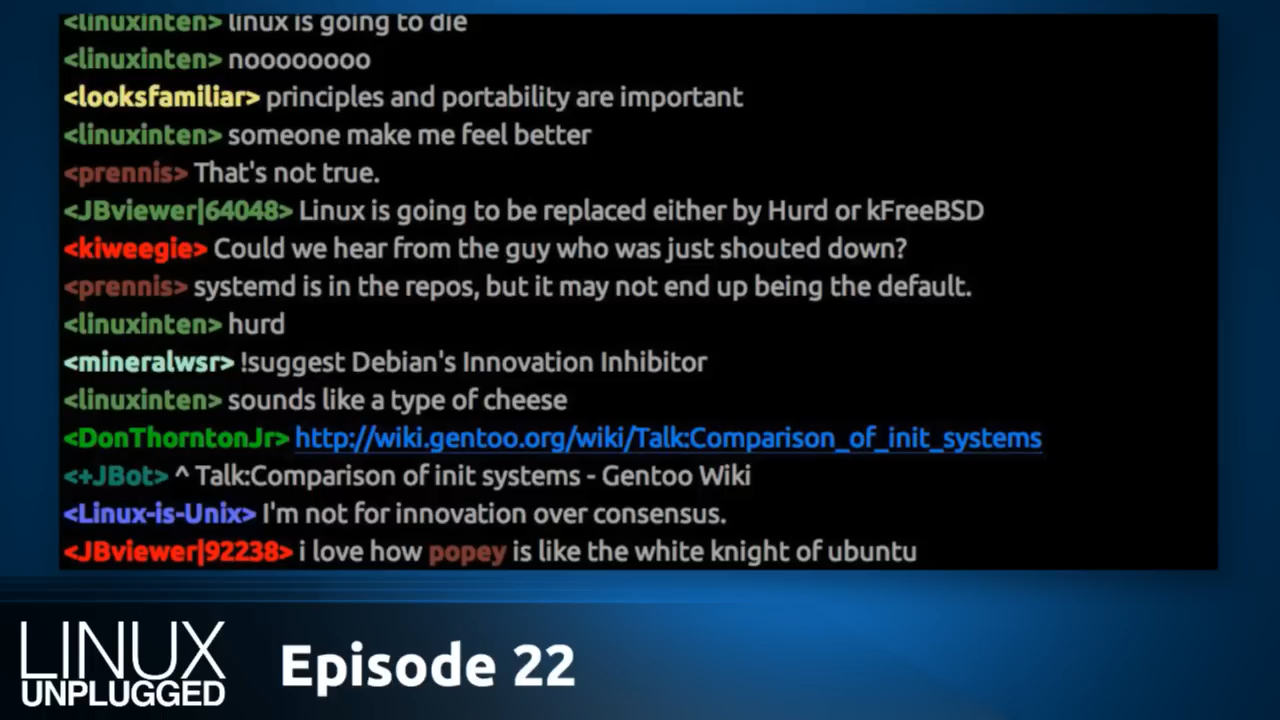 <linuxinten> linux is going to die
<linuxinten> noooooooo
<looksfamiliar> principles and portability are important
<linuxinten> someone make me feel better
<prennis> That's not true.
<JBviewer|64048> Linux is going to be replaced either by Hurd or kFreeBSD
<kiweegie> Could we hear from the guy who was just shouted down?
<prennis> systemd is in the repos, but it may not end up being the default.
<linuxinten> hurd
<mineralwsr> !suggest Debian's Innovation Inhibitor
<linuxinten> sounds like a type of cheese
<DonThorntonJr> http://wiki.gentoo.org/wiki/Talk:Comparison_of_init_systems
<+JBot> ^ Talk:Comparison of init systems - Gentoo Wiki
<Linux-is-Unix> I'm not for innovation over consensus.
<JBviewer|92238> i love how popey is like the white knight of ubuntu
LINUX
UNPLUGGED
Episode 22